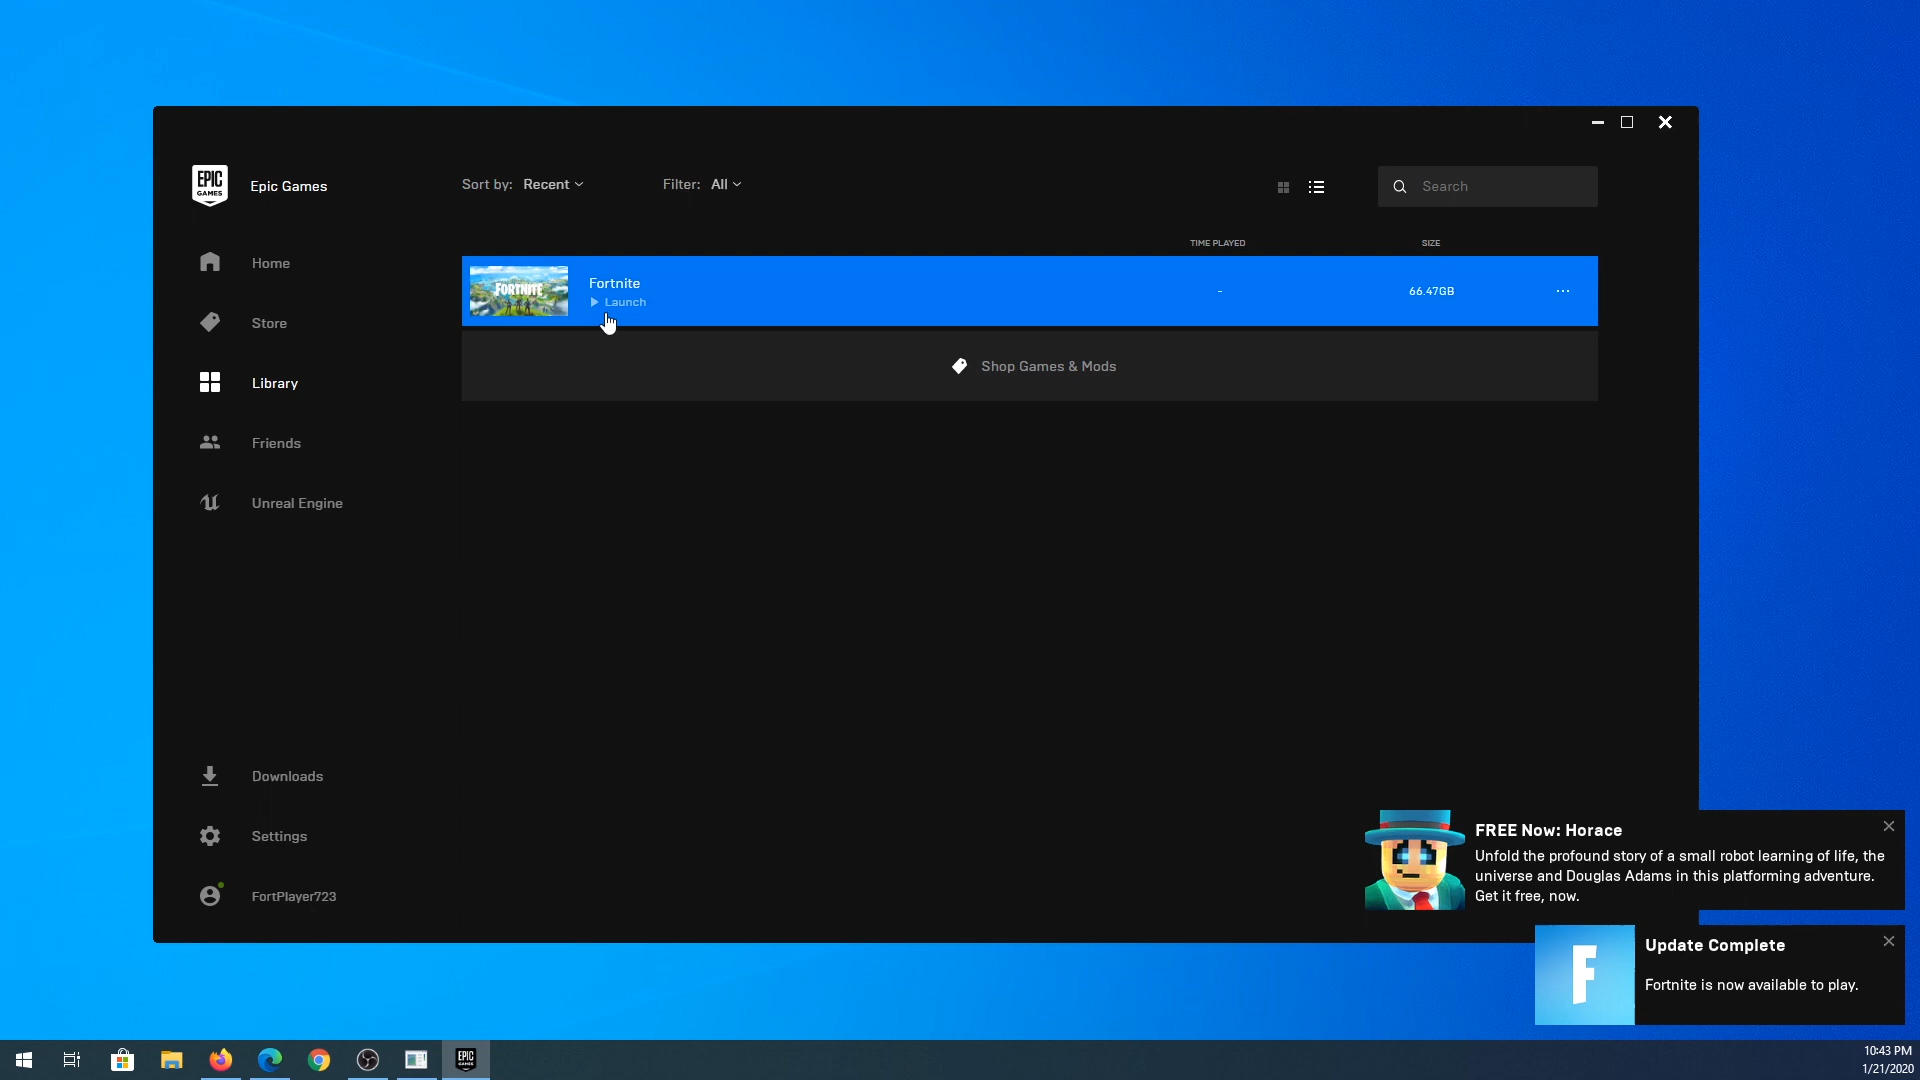 EPIC
GAMES
Epic Games
Sort by: Recent
Filter: All
Search
Home
Store
Library
Friends
Unreal Engine
TIME PLAYED
SIZE
FORTNITE
Fortnite
Launch
-
66.47GB
Shop Games & Mods
Downloads
Settings
FortPlayer723
FREE Now: Horace
Unfold the profound story of a small robot learning of life, the
universe and Douglas Adams in this platforming adventure.
Get it free, now.
F
Update Complete
Fortnite is now available to play.
EPIC
GAMES
10:43 PM
1/21/2020